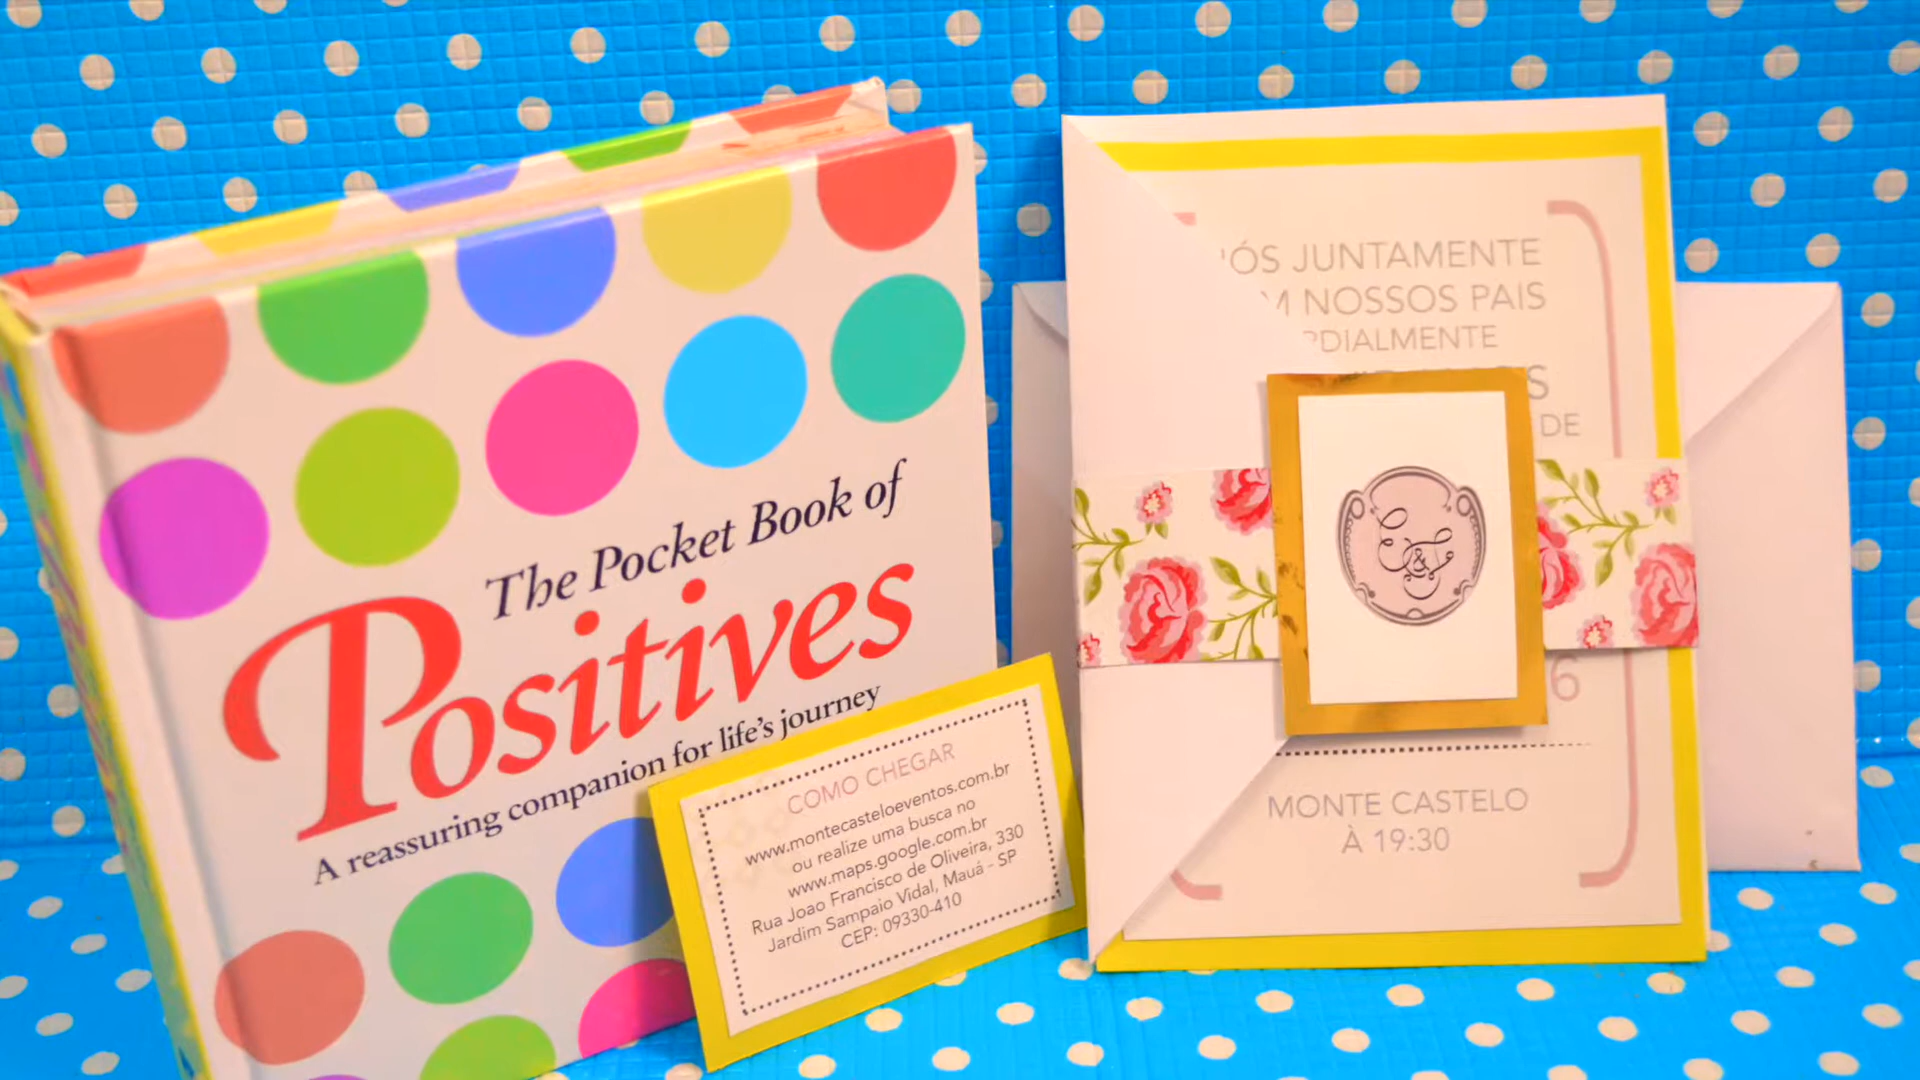 The Pocket Book of
Positives
A reassuring companion for life's journey
COMO CHEGAR
www.montecasteloeventos.com.br
ou realize uma busca no
www.maps.google.com.br
Rua Joao Francisco de Oliveira, 330
Jardim Sampaio Vidal, Mauá - SP
CEP: 09330-410
JUNTAMENTE
NOSSOS PAIS
DE
6
&
MONTE CASTELO
À 19:30